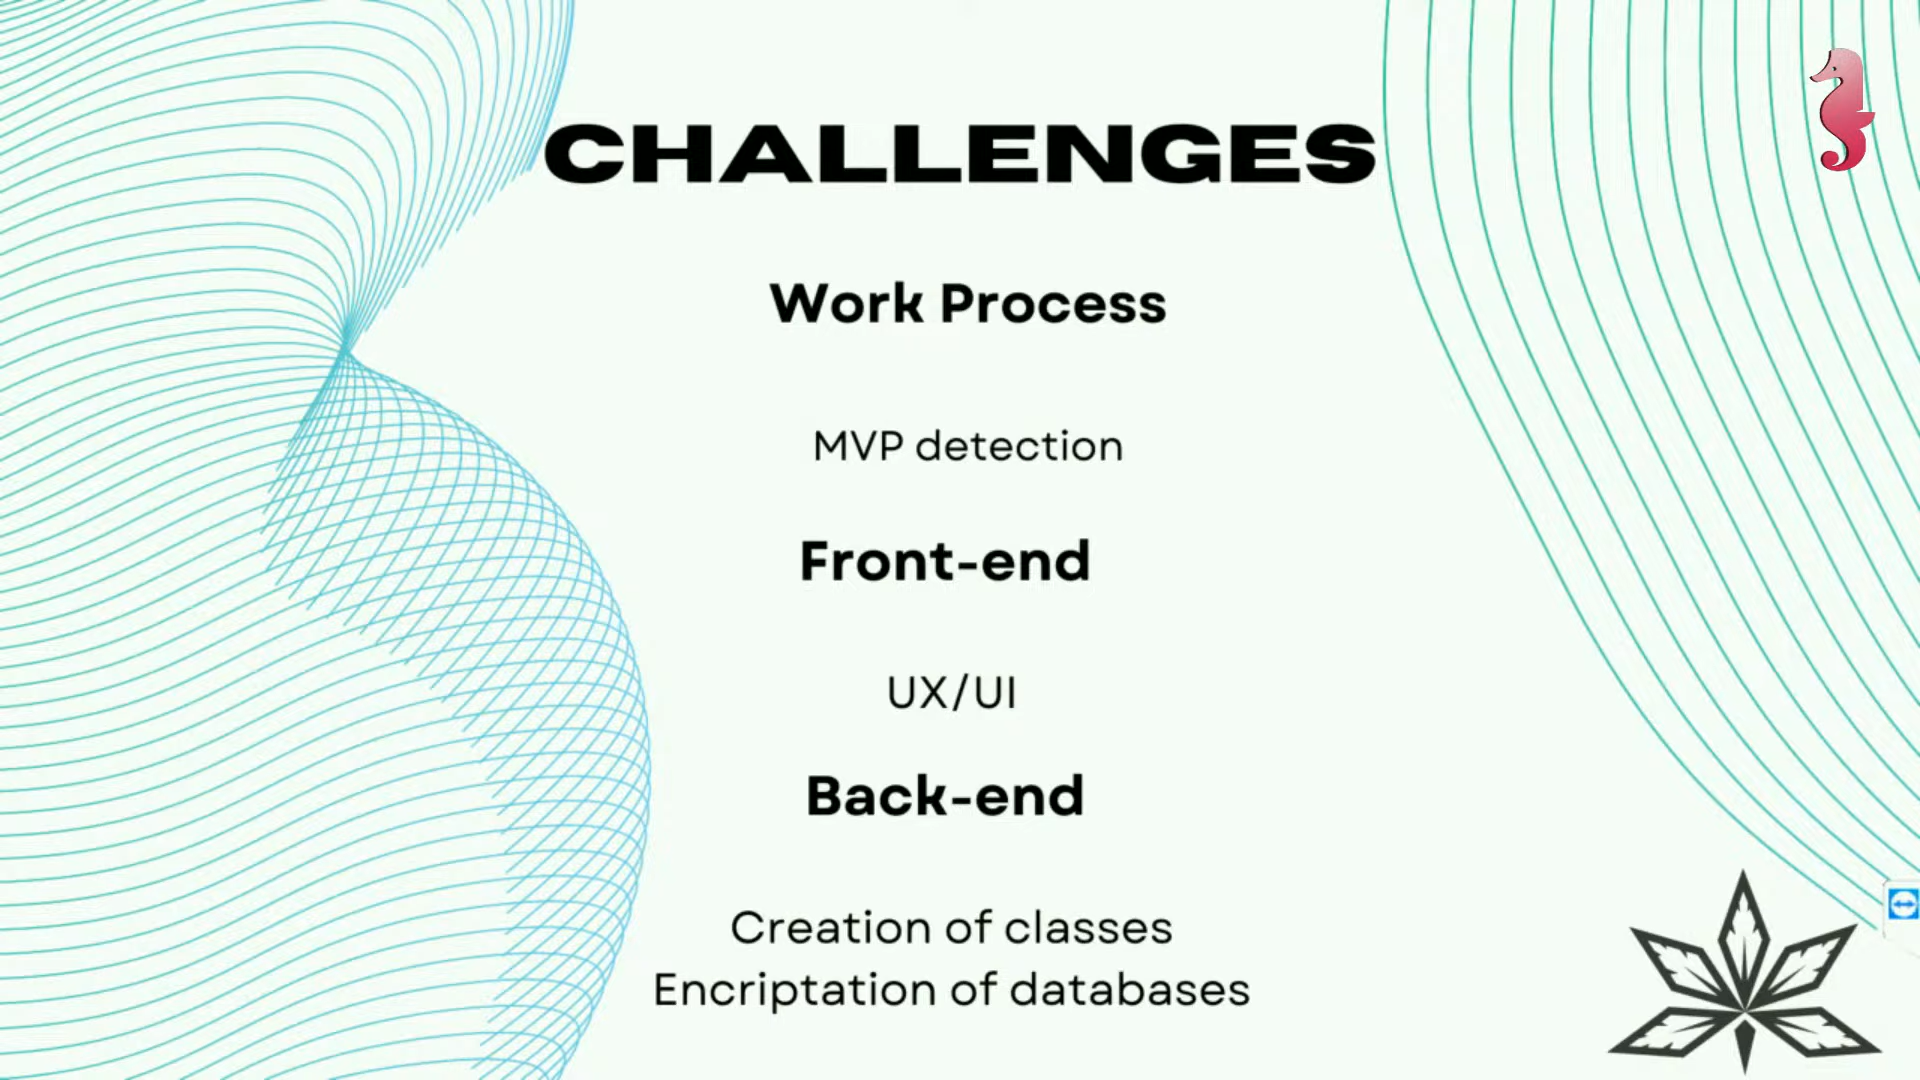 CHALLENGES
Work Process
MVP detection
Front-end
UX/UI
Back-end
Creation of classes
Encriptation of databases